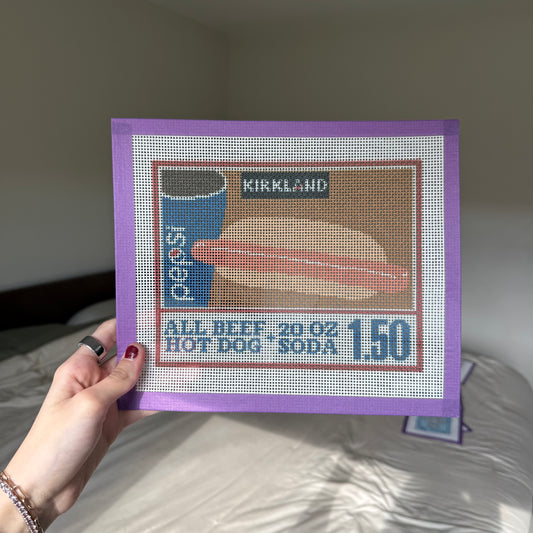 KIRKLAND
pepsi
ALL BEEF + 20 OZ 1.50
HOT DOG SODA